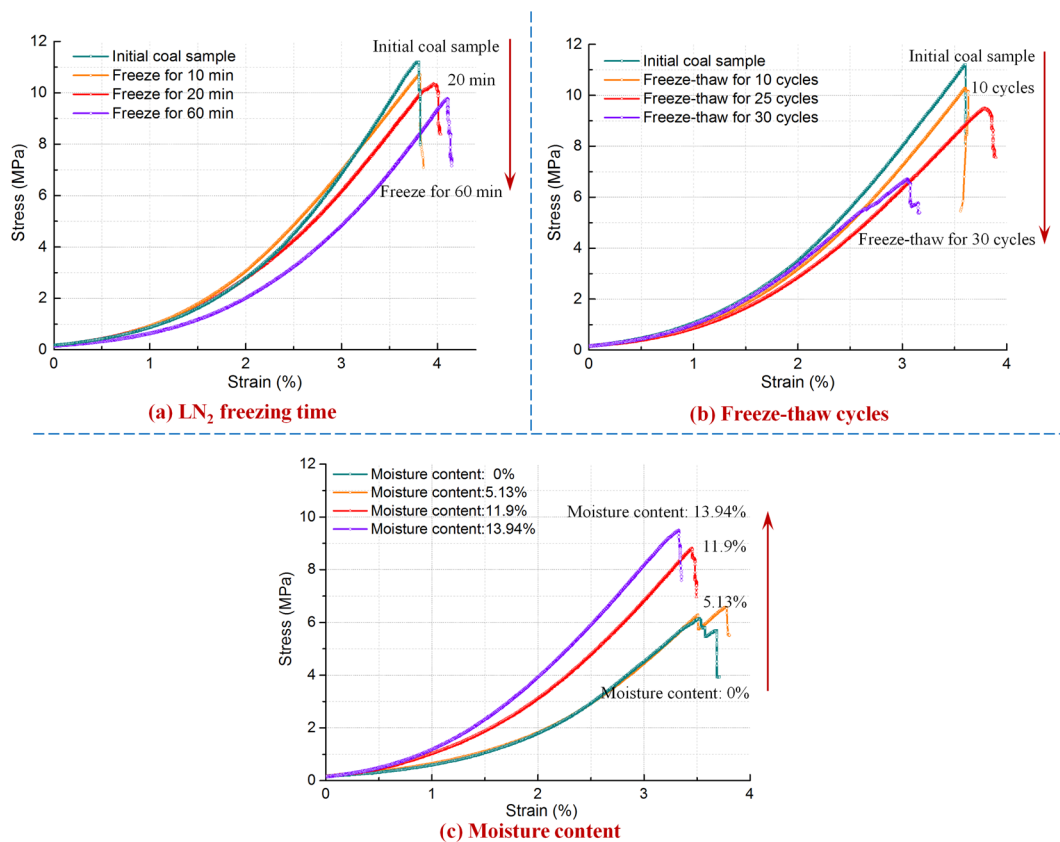 12
10
8
6
4
2
0
Stress (MPa)
Initial coal sample
Freeze for 10 min
Freeze for 20 min
Freeze for 60 min
Initial coal sample
20 min
Freeze for 60 min
0 1 2 3 4
Strain (%)
(a) LN₂ freezing time
12
10
8
6
4
2
0
Stress (MPa)
Initial coal sample
Freeze-thaw for 10 cycles
Freeze-thaw for 25 cycles
Freeze-thaw for 30 cycles
Initial coal sample
10 cycles
Freeze-thaw for 30 cycles
0 1 2 3 4
Strain (%)
(b) Freeze-thaw cycles
12
10
8
6
4
2
0
Stress (MPa)
Moisture content: 0%
Moisture content:5.13%
Moisture content:11.9%
Moisture content:13.94%
Moisture content: 13.94%
11.9%
5.13%
Moisture content: 0%
0 1 2 3 4
Strain (%)
(c) Moisture content